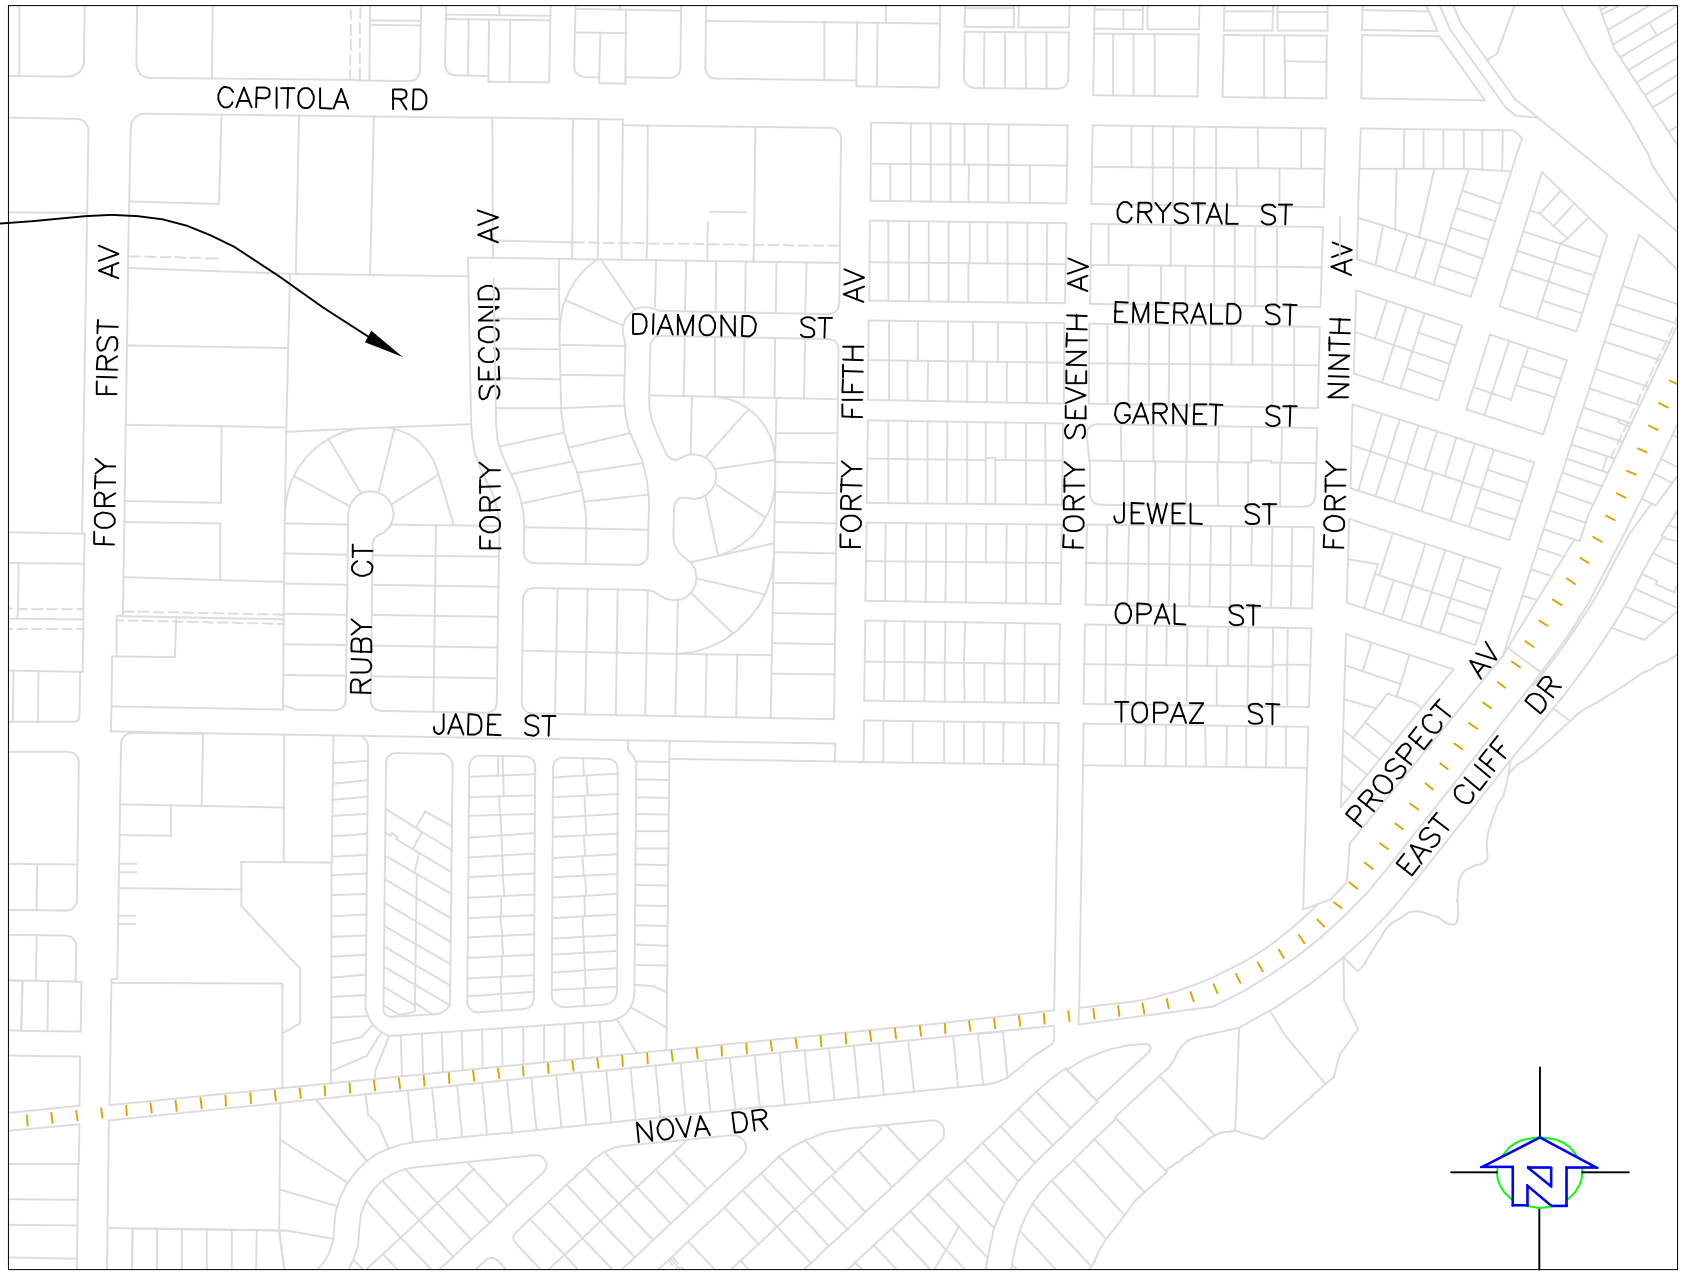 CAPITOLA RD
CRYSTAL ST
EMERALD ST
DIAMOND ST
GARNET ST
JEWEL ST
OPAL ST
TOPAZ ST
JADE ST
NOVA DR
FORTY FIRST AV
RUBY CT
FORTY SECOND AV
FORTY FIFTH AV
FORTY SEVENTH AV
FORTY NINTH AV
PROSPECT AV
EAST CLIFF DR
N